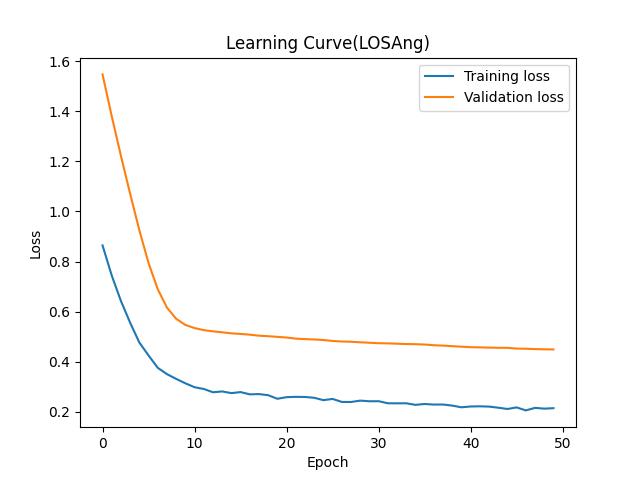 Learning Curve(LOSAng)
Training loss
Validation loss
1.6
1.4
1.2
1.0
0.8
0.6
0.4
0.2
Loss
0 10 20 30 40 50
Epoch